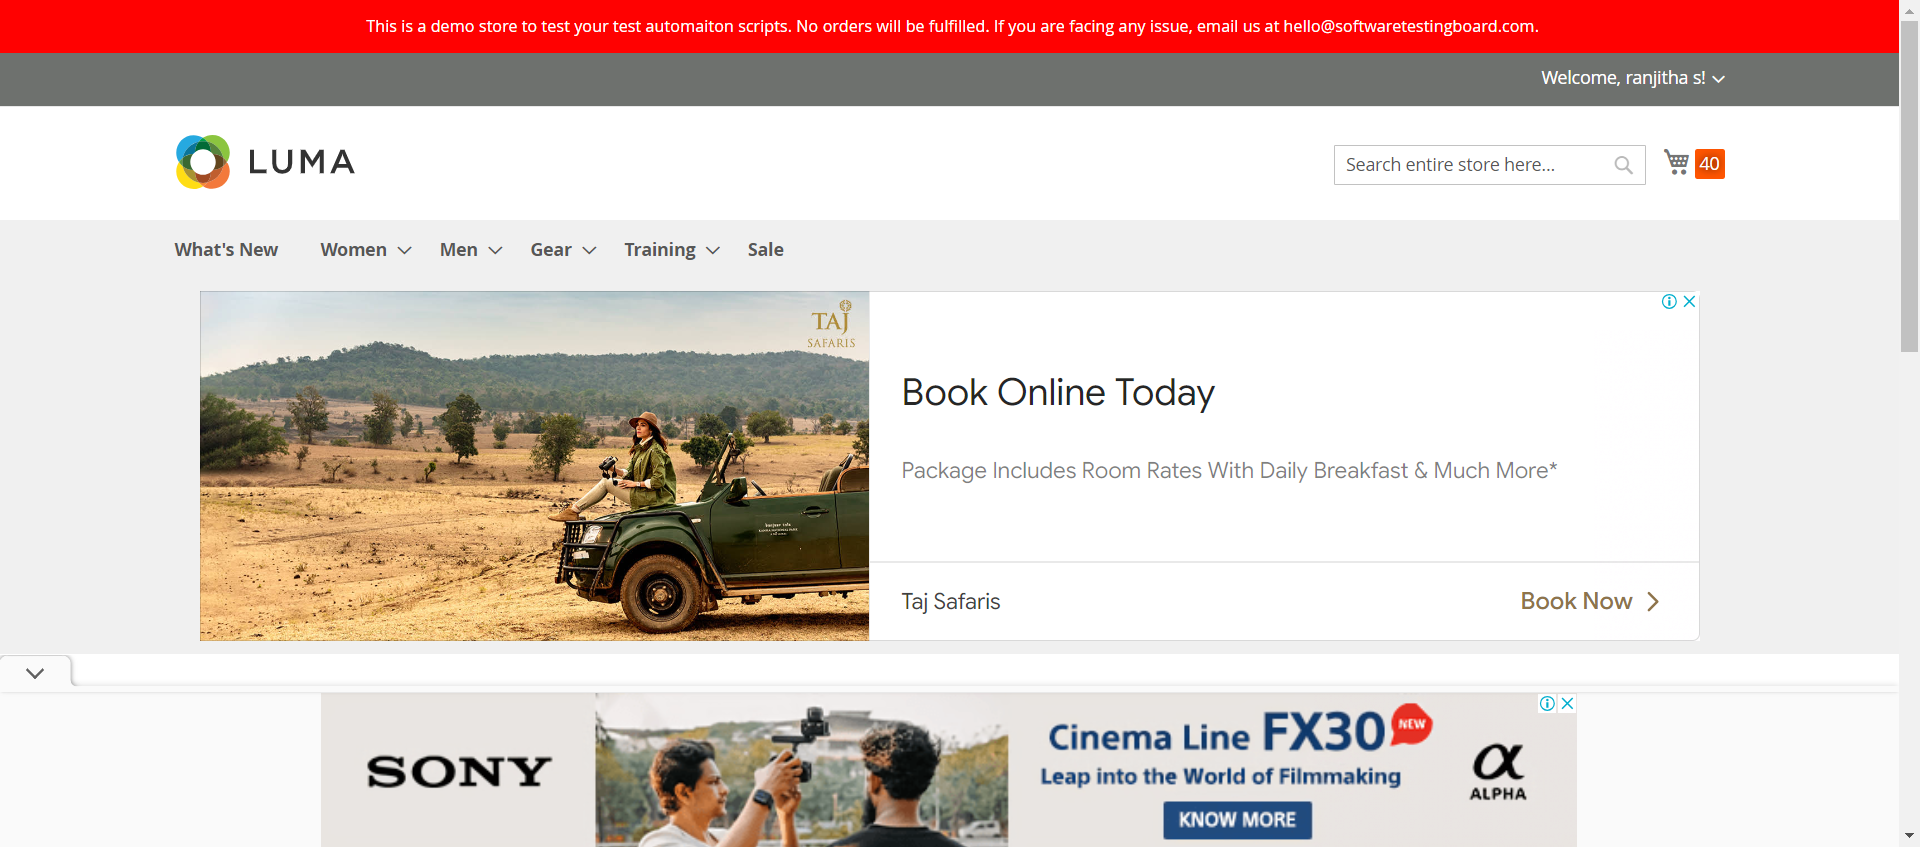 This is a demo store to test your test automaiton scripts. No orders will be fulfilled. If you are facing any issue, email us at hello@softwaretestingboard.com.
Welcome, ranjitha s!
LUMA
Search entire store here...
40
What's New Women Men Gear Training Sale
TAJ
SAFARIS
Book Online Today
Package Includes Room Rates With Daily Breakfast & Much More*
Taj Safaris
Book Now
SONY
Cinema Line FX30 NEW
Leap into the World of Filmmaking
KNOW MORE
α
ALPHA